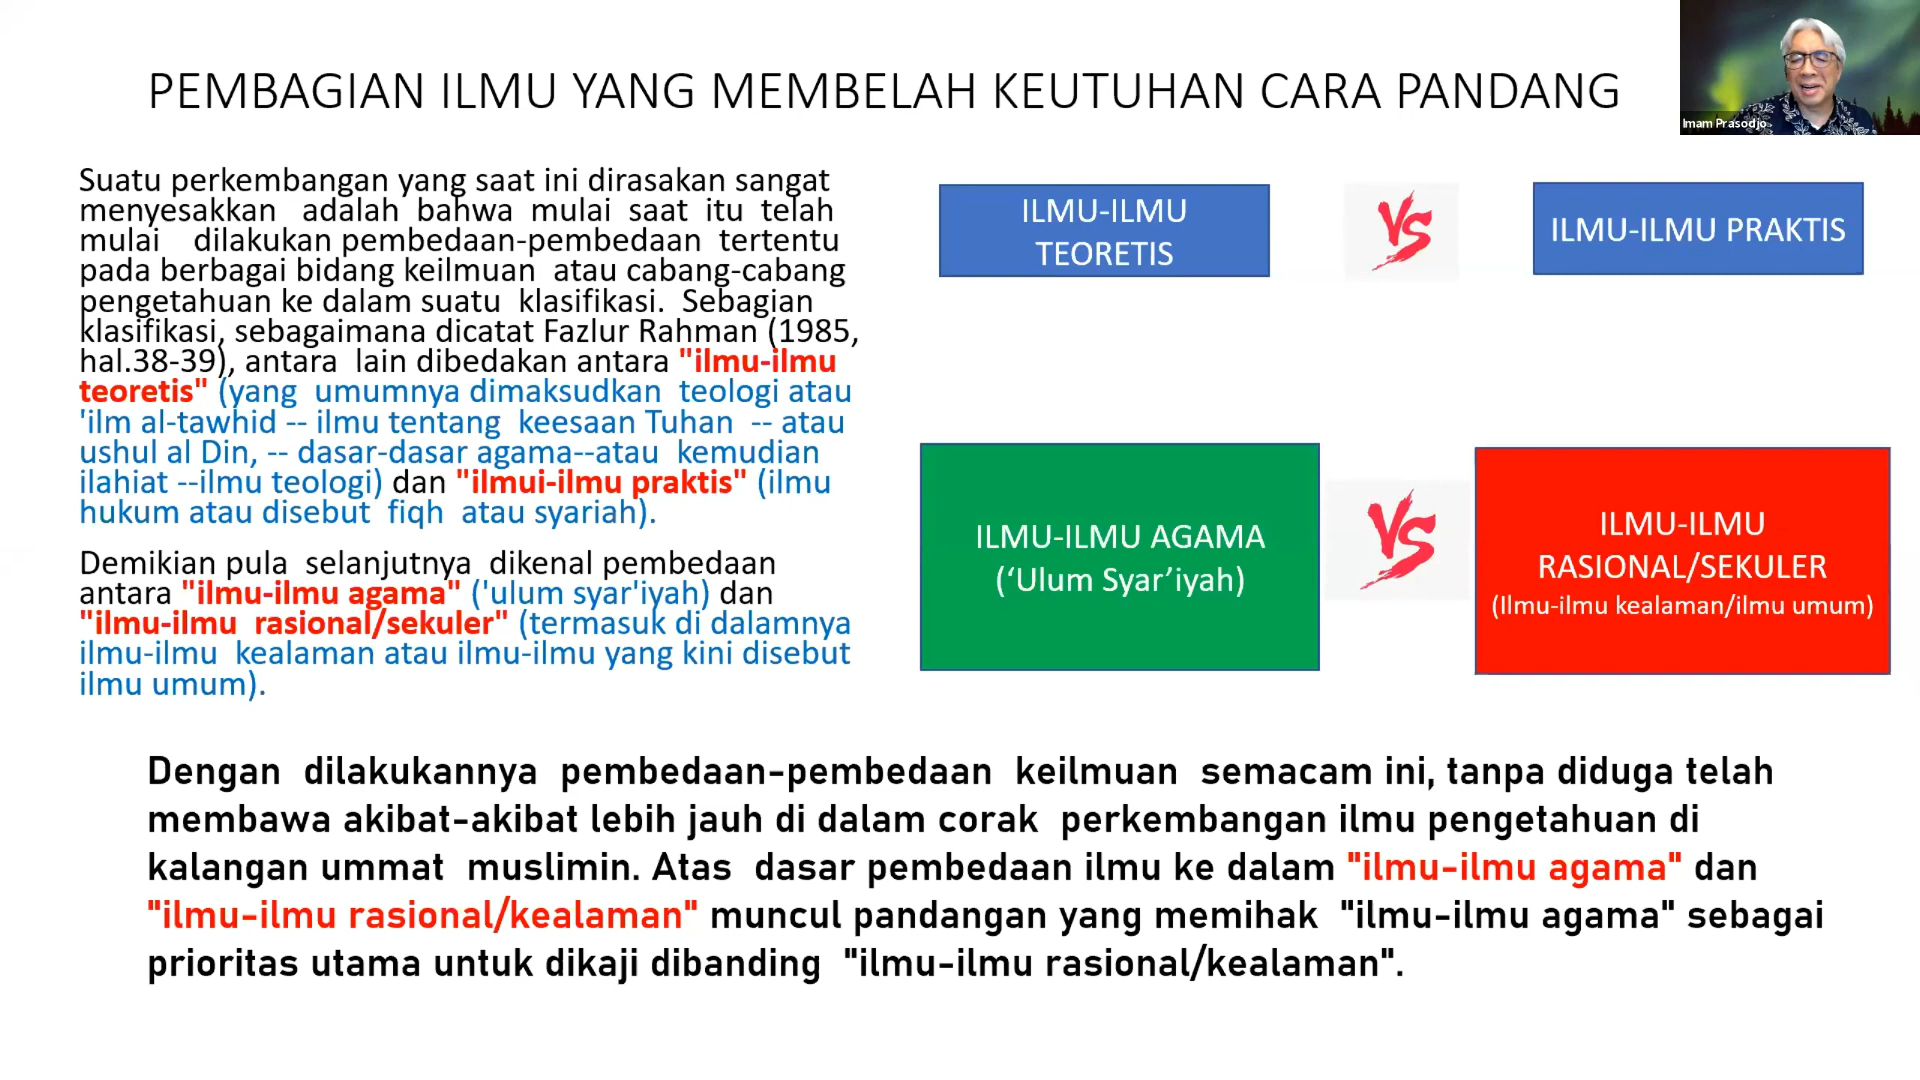 PEMBAGIAN ILMU YANG MEMBELAH KEUTUHAN CARA PANDANG
Imam Prasodjo
Suatu perkembangan yang saat ini dirasakan sangat
menyesakkan adalah bahwa mulai saat itu telah
mulai dilakukan pembedaan-pembedaan tertentu
pada berbagai bidang keilmuan atau cabang-cabang
pengetahuan ke dalam suatu klasifikasi. Sebagian
klasifikasi, sebagaimana dicatat Fazlur Rahman (1985,
hal.38-39), antara lain dibedakan antara "ilmu-ilmu
teoretis" (yang umumnya dimaksudkan teologi atau
'ilm al-tawhid -- ilmu tentang keesaan Tuhan -- atau
ushul al Din, -- dasar-dasar agama--atau kemudian
ilahiat --ilmu teologi) dan "ilmui-ilmu praktis" (ilmu
hukum atau disebut fiqh atau syariah).
Demikian pula selanjutnya dikenal pembedaan
antara "ilmu-ilmu agama" ('ulum syar'iyah) dan
"ilmu-ilmu rasional/sekuler" (termasuk di dalamnya
ilmu-ilmu kealaman atau ilmu-ilmu yang kini disebut
ilmu umum).
ILMU-ILMU
TEORETIS
VS
ILMU-ILMU PRAKTIS
ILMU-ILMU AGAMA
(‘Ulum Syar’iyah)
VS
ILMU-ILMU
RASIONAL/SEKULER
(Ilmu-ilmu kealaman/ilmu umum)
Dengan dilakukannya pembedaan-pembedaan keilmuan semacam ini, tanpa diduga telah
membawa akibat-akibat lebih jauh di dalam corak perkembangan ilmu pengetahuan di
kalangan ummat muslimin. Atas dasar pembedaan ilmu ke dalam "ilmu-ilmu agama" dan
"ilmu-ilmu rasional/kealaman" muncul pandangan yang memihak "ilmu-ilmu agama" sebagai
prioritas utama untuk dikaji dibanding "ilmu-ilmu rasional/kealaman".